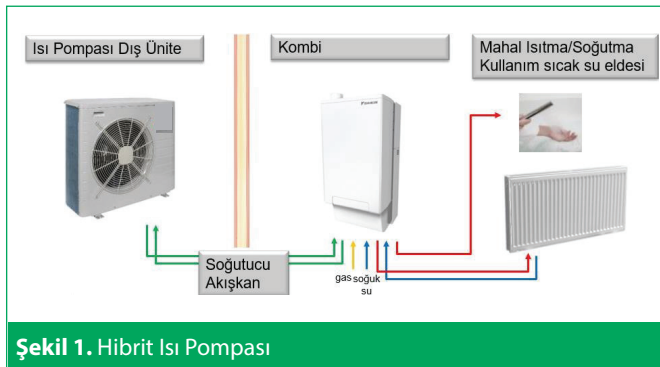 Isı Pompası Dış Ünite
Kombi
Mahal Isıtma/Soğutma
Kullanım sıcak su eldesi
DAIKIN
Soğutucu
Akışkan
gas soğuk
su
Şekil 1. Hibrit Isı Pompası